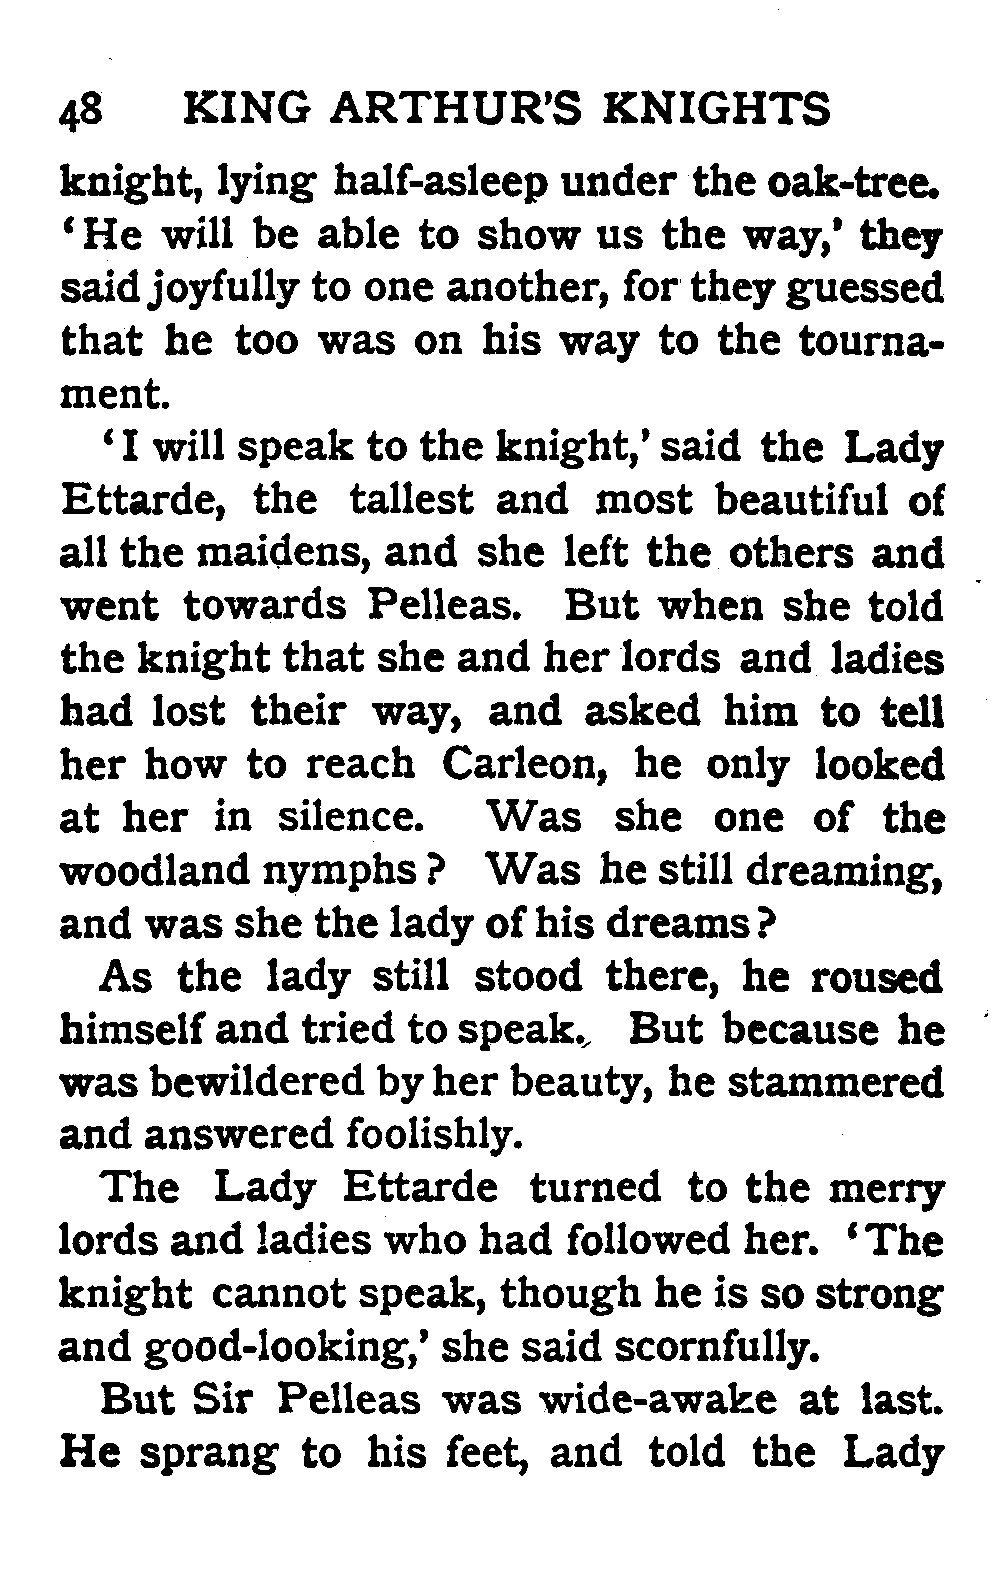 48 KING ARTHUR'S KNIGHTS
knight, lying half-asleep under the oak-tree.
‘He will be able to show us the way,’ they
said joyfully to one another, for they guessed
that he too was on his way to the tourna-
ment.
‘I will speak to the knight,’ said the Lady
Ettarde, the tallest and most beautiful of
all the maidens, and she left the others and
went towards Pelleas. But when she told
the knight that she and her lords and ladies
had lost their way, and asked him to tell
her how to reach Carleon, he only looked
at her in silence. Was she one of the
woodland nymphs? Was he still dreaming,
and was she the lady of his dreams?
As the lady still stood there, he roused
himself and tried to speak. But because he
was bewildered by her beauty, he stammered
and answered foolishly.
The Lady Ettarde turned to the merry
lords and ladies who had followed her. ‘The
knight cannot speak, though he is so strong
and good-looking,’ she said scornfully.
But Sir Pelleas was wide-awake at last.
He sprang to his feet, and told the Lady